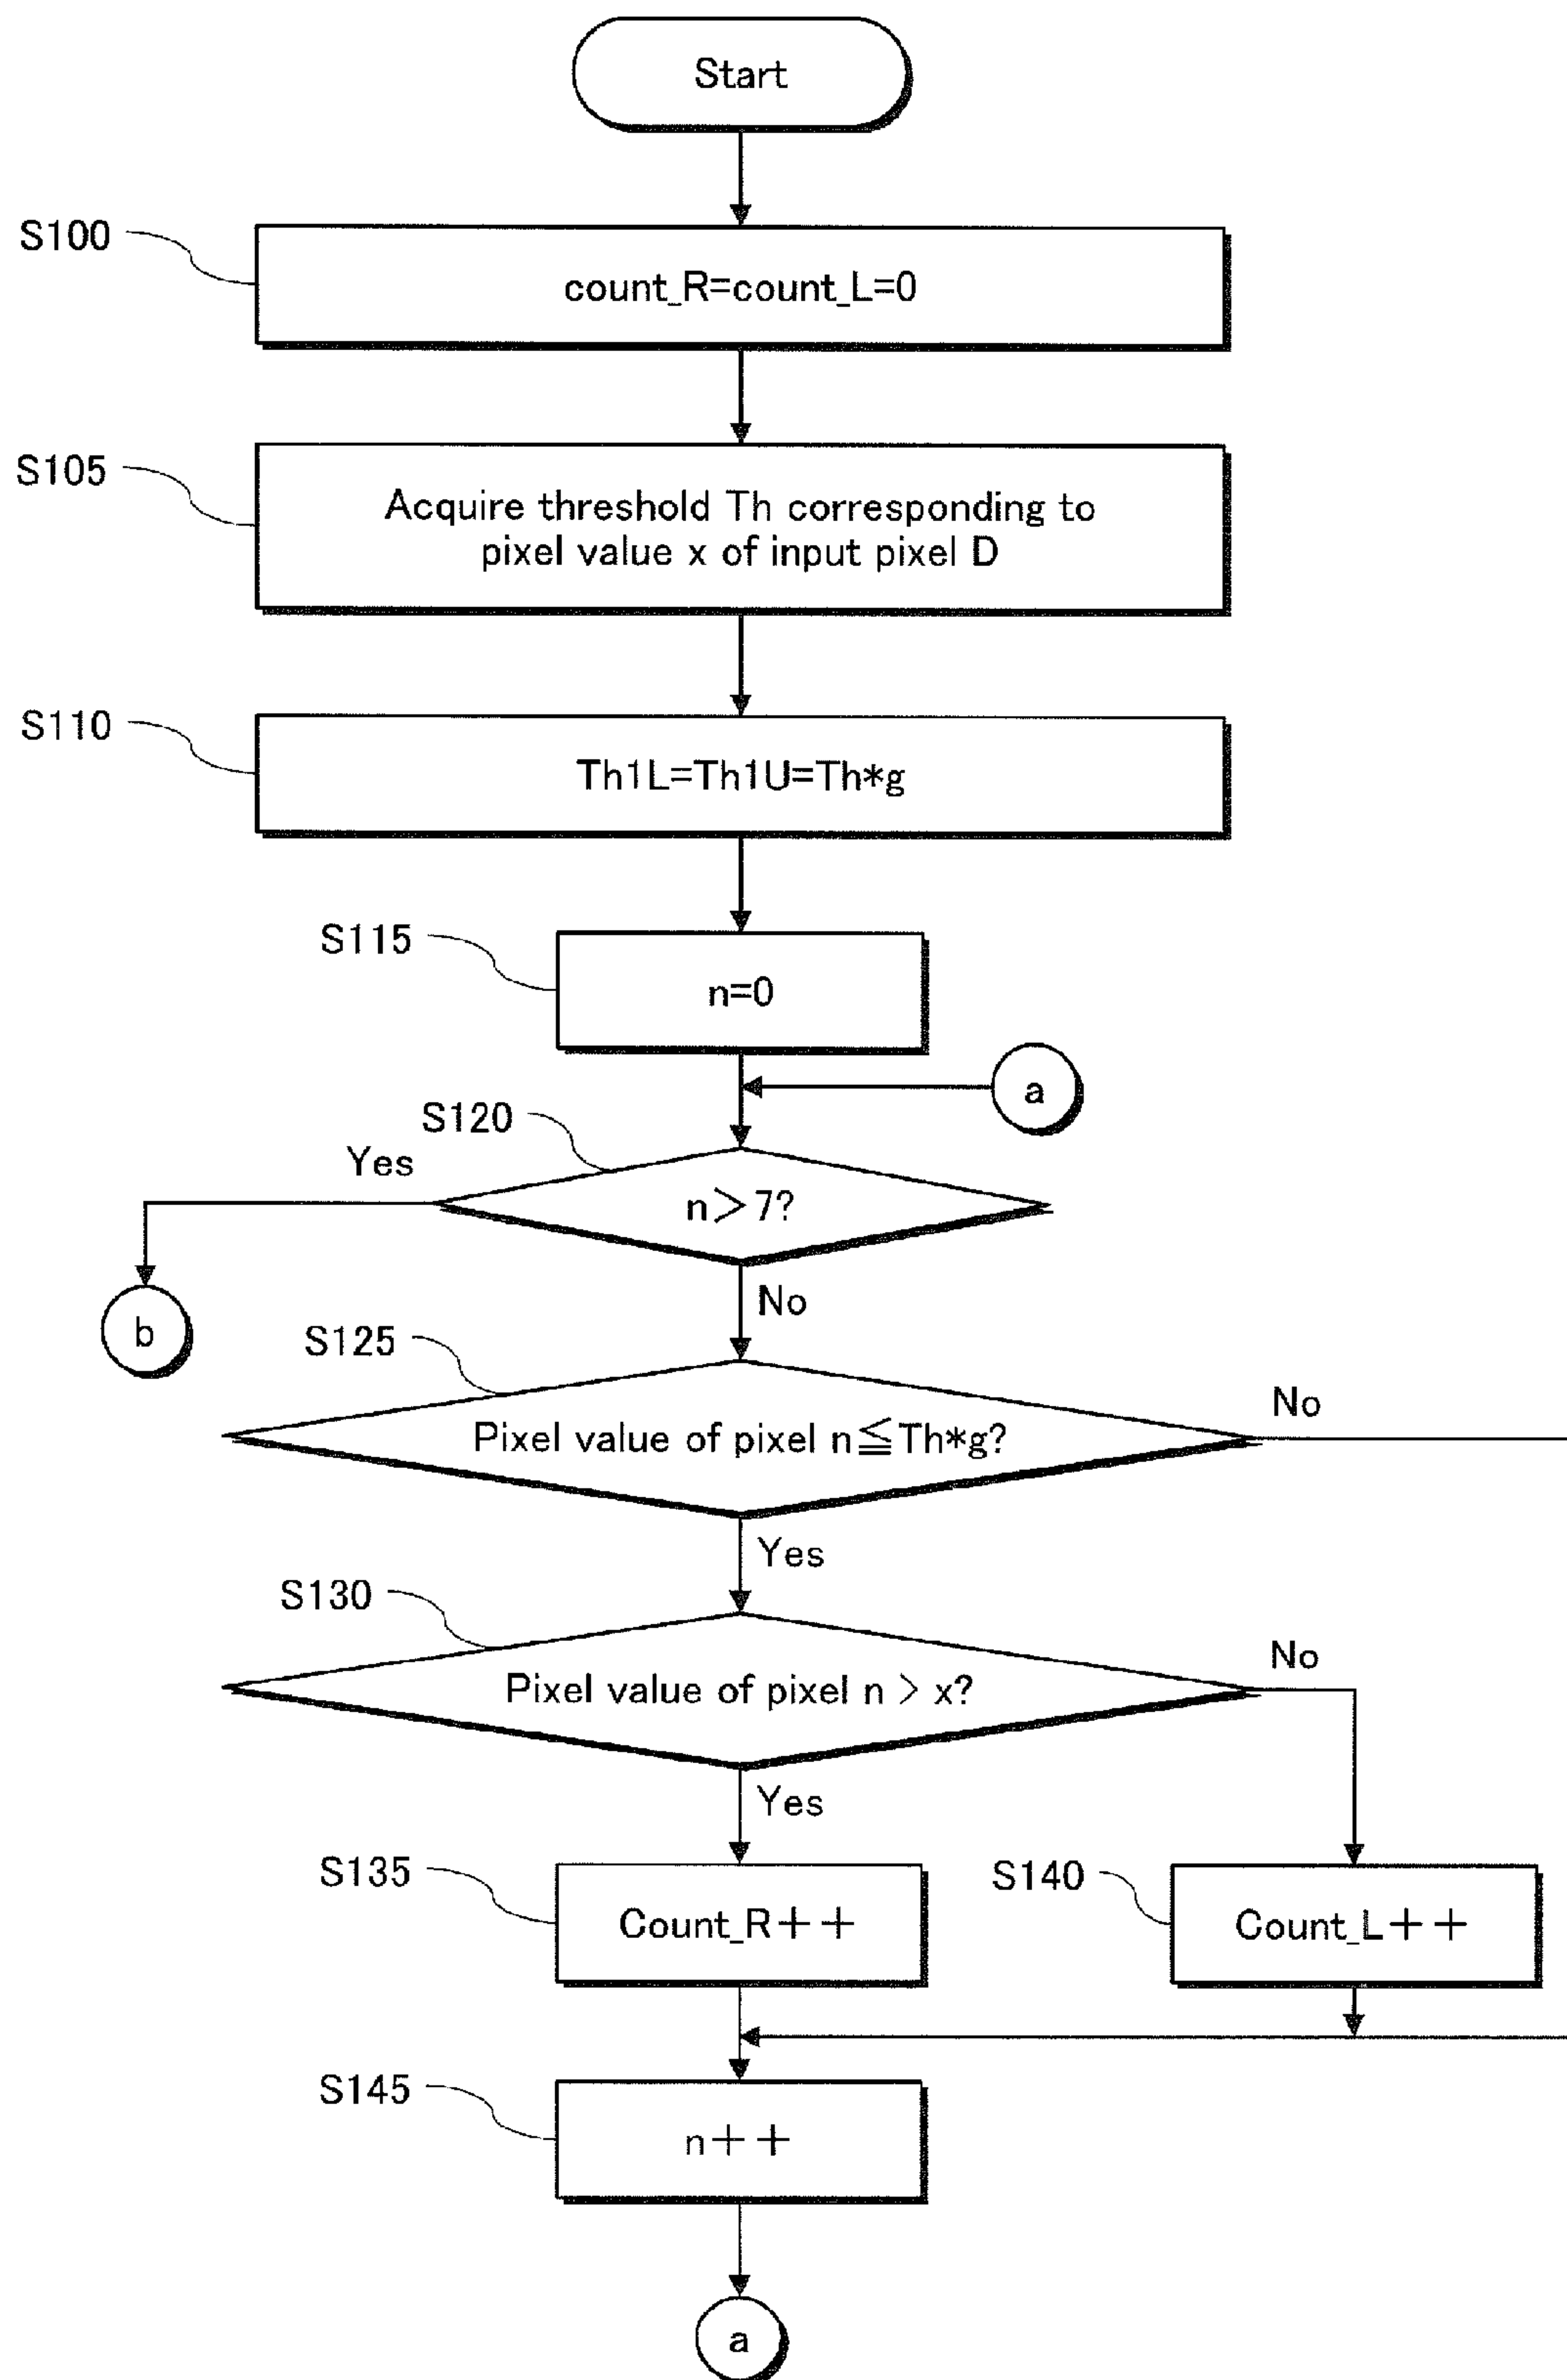 Start
S100
count_R=count_L=0
S105
Acquire threshold Th corresponding to
pixel value x of input pixel D
S110
Th1L=Th1U=Th*g
S115
n=0
a
S120
Yes
n>7?
b
No
S125
No
Pixel value of pixel n≦Th*g?
Yes
S130
No
Pixel value of pixel n > x?
Yes
S135
Count_R++
S140
Count_L++
S145
n++
a